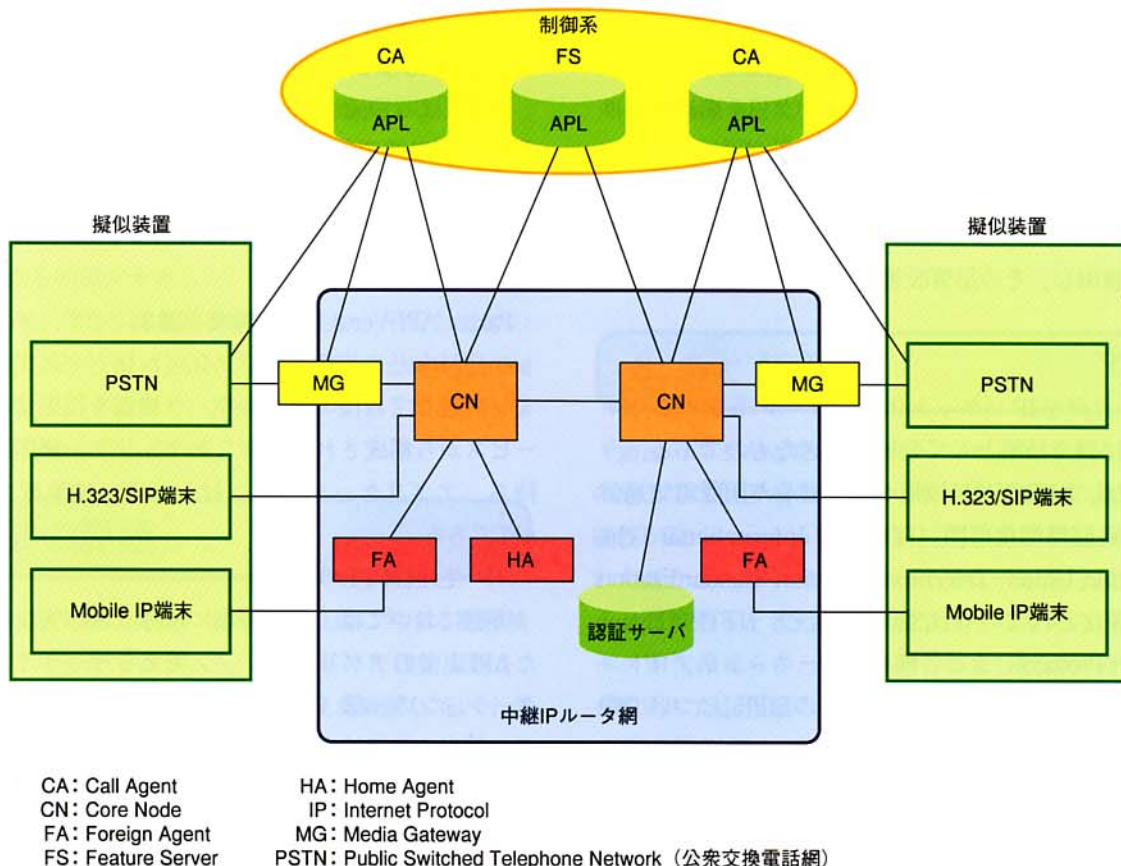 制御系
CA FS CA
APL APL APL
擬似装置 擬似装置
PSTN MG CN CN MG PSTN
H.323/SIP端末 H.323/SIP端末
FA HA FA
Mobile IP端末 Mobile IP端末
認証サーバ
中継IPルータ網
CA：Call Agent HA：Home Agent
CN：Core Node IP：Internet Protocol
FA：Foreign Agent MG：Media Gateway
FS：Feature Server PSTN：Public Switched Telephone Network（公衆交換電話網）